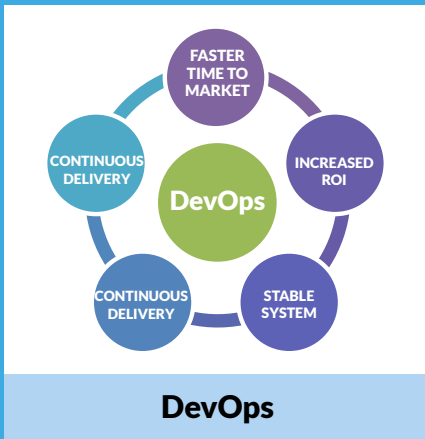 FASTER
TIME TO
MARKET
CONTINUOUS
DELIVERY
INCREASED
ROI
DevOps
CONTINUOUS
DELIVERY
STABLE
SYSTEM
DevOps